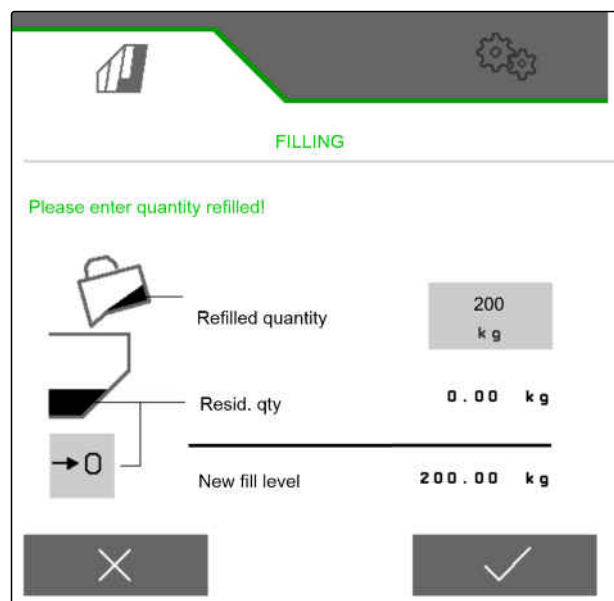 FILLING
Please enter quantity refilled!
Refilled quantity
200
kg
Resid. qty
0.00 kg
→0
New fill level
200.00 kg